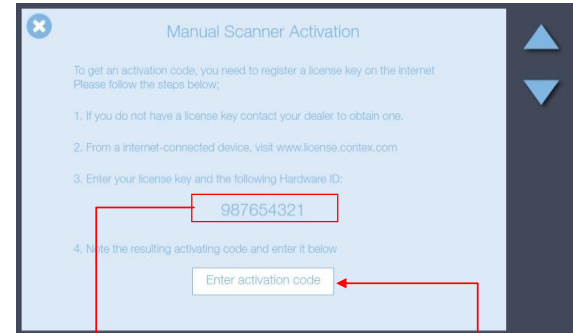 Manual Scanner Activation
To get an activation code, you need to register a license key on the internet
Please follow the steps below;
1. If you do not have a license key contact your dealer to obtain one.
2. From a internet-connected device, visit www.license.contex.com
3. Enter your license key and the following Hardware ID:
987654321
4. Note the resulting activating code and enter it below
Enter activation code